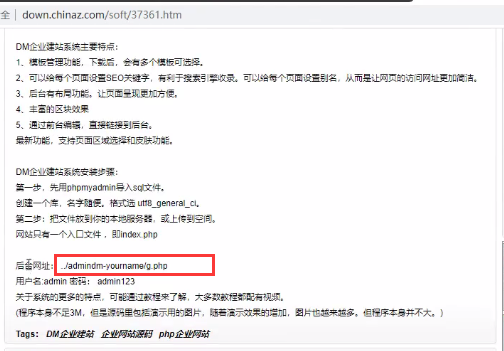 全 down.chinaz.com/soft/37361.htm
DM企业建站系统主要特点：
1、模板管理功能，下载后，会有多个模板可选择。
2、可以给每个页面设置SEO关键字，有利于搜索引擎收录。可以给每个页面设置别名，从而是让网页的访问网址更加简洁。
3、后台有布局功能。让页面呈现更加方便。
4、丰富的区块效果
5、通过前台编辑，直接链接到后台。
最新功能，支持页面区域选择和皮肤功能。
DM企业建站系统安装步骤：
第一步，先用phpmyadmin导入sql文件。
创建一个库，名字随便。格式选 utf8_general_ci。
第二步：把文件放到你的本地服务器，或上传到空间。
网站只有一个入口文件 ，即index.php
后台网址：../admindm-yourname/g.php
用户名:admin 密码： admin123
关于系统的更多的特点，可能通过教程来了解，大多数教程都配有视频。
(程序本身不足3M，但是源码里包括演示用的图片，随着演示效果的增加，图片也越来越多。但程序本身并不大。)
Tags： DM企业建站 企业网站源码 php企业网站